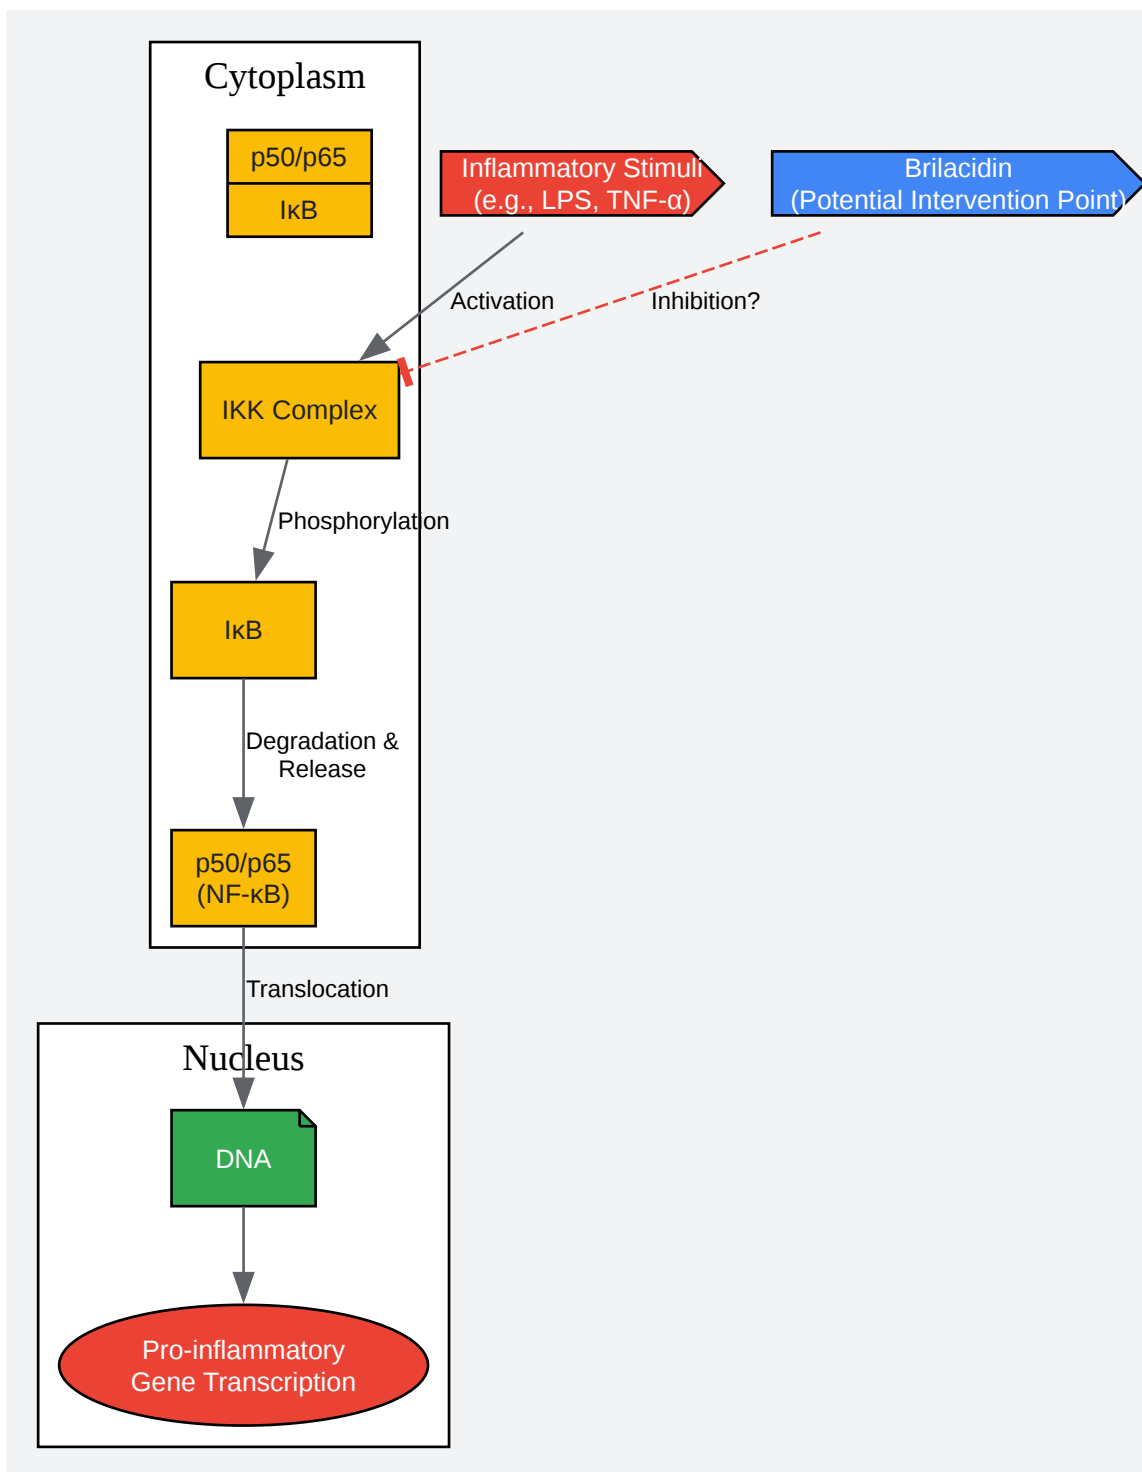 Cytoplasm
p50/p65
IκB
Inflammatory Stimuli
(e.g., LPS, TNF-α)
Brilacidin
(Potential Intervention Point)
Activation
Inhibition?
IKK Complex
Phosphorylation
IκB
Degradation &
Release
p50/p65
(NF-κB)
Translocation
Nucleus
DNA
Pro-inflammatory
Gene Transcription